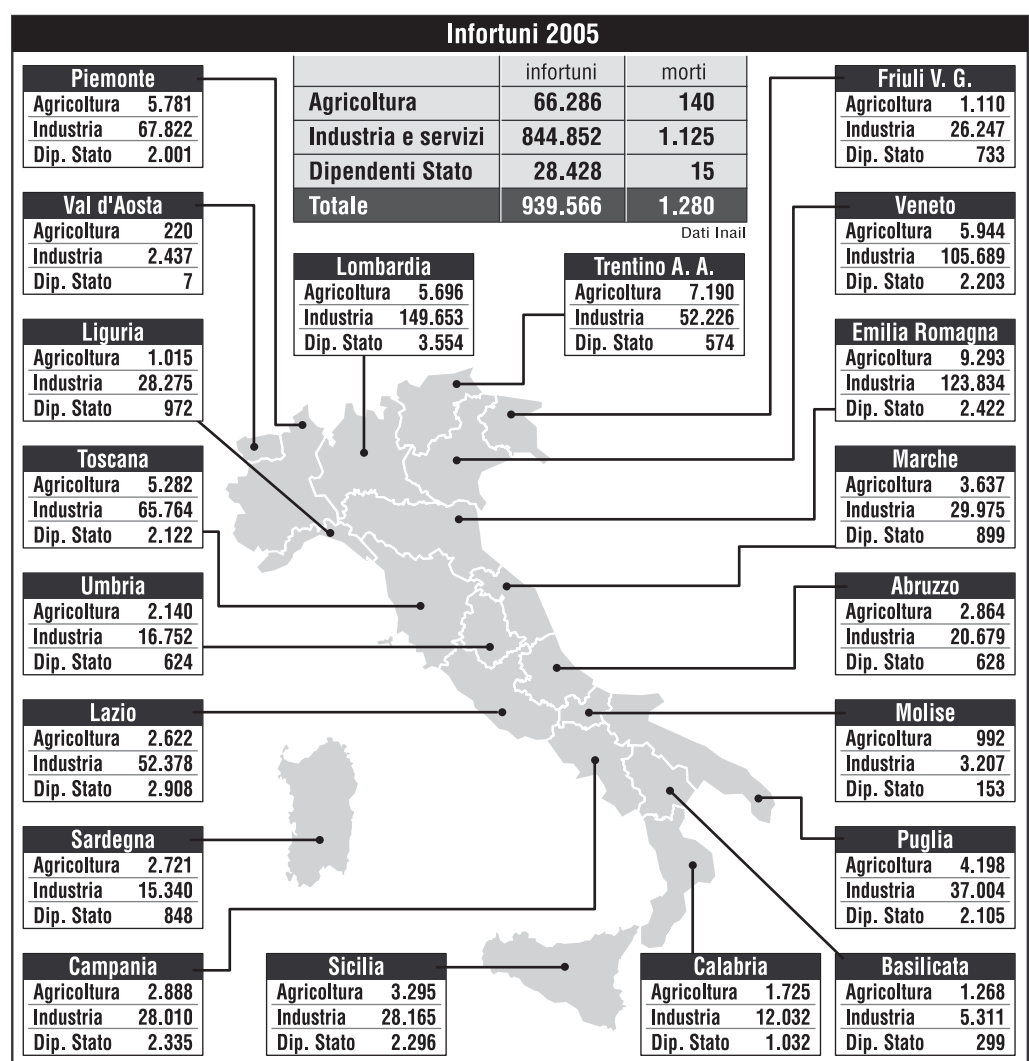 Infortuni 2005
infortuni morti
Agricoltura 66.286 140
Industria e servizi 844.852 1.125
Dipendenti Stato 28.428 15
Totale 939.566 1.280
Dati Inail
Piemonte
Agricoltura 5.781
Industria 67.822
Dip. Stato 2.001
Friuli V. G.
Agricoltura 1.110
Industria 26.247
Dip. Stato 733
Val d'Aosta
Agricoltura 220
Industria 2.437
Dip. Stato 7
Veneto
Agricoltura 5.944
Industria 105.689
Dip. Stato 2.203
Lombardia
Agricoltura 5.696
Industria 149.653
Dip. Stato 3.554
Trentino A. A.
Agricoltura 7.190
Industria 52.226
Dip. Stato 574
Liguria
Agricoltura 1.015
Industria 28.275
Dip. Stato 972
Emilia Romagna
Agricoltura 9.293
Industria 123.834
Dip. Stato 2.422
Toscana
Agricoltura 5.282
Industria 65.764
Dip. Stato 2.122
Marche
Agricoltura 3.637
Industria 29.975
Dip. Stato 899
Umbria
Agricoltura 2.140
Industria 16.752
Dip. Stato 624
Abruzzo
Agricoltura 2.864
Industria 20.679
Dip. Stato 628
Lazio
Agricoltura 2.622
Industria 52.378
Dip. Stato 2.908
Molise
Agricoltura 992
Industria 3.207
Dip. Stato 153
Sardegna
Agricoltura 2.721
Industria 15.340
Dip. Stato 848
Puglia
Agricoltura 4.198
Industria 37.004
Dip. Stato 2.105
Campania
Agricoltura 2.888
Industria 28.010
Dip. Stato 2.335
Sicilia
Agricoltura 3.295
Industria 28.165
Dip. Stato 2.296
Calabria
Agricoltura 1.725
Industria 12.032
Dip. Stato 1.032
Basilicata
Agricoltura 1.268
Industria 5.311
Dip. Stato 299